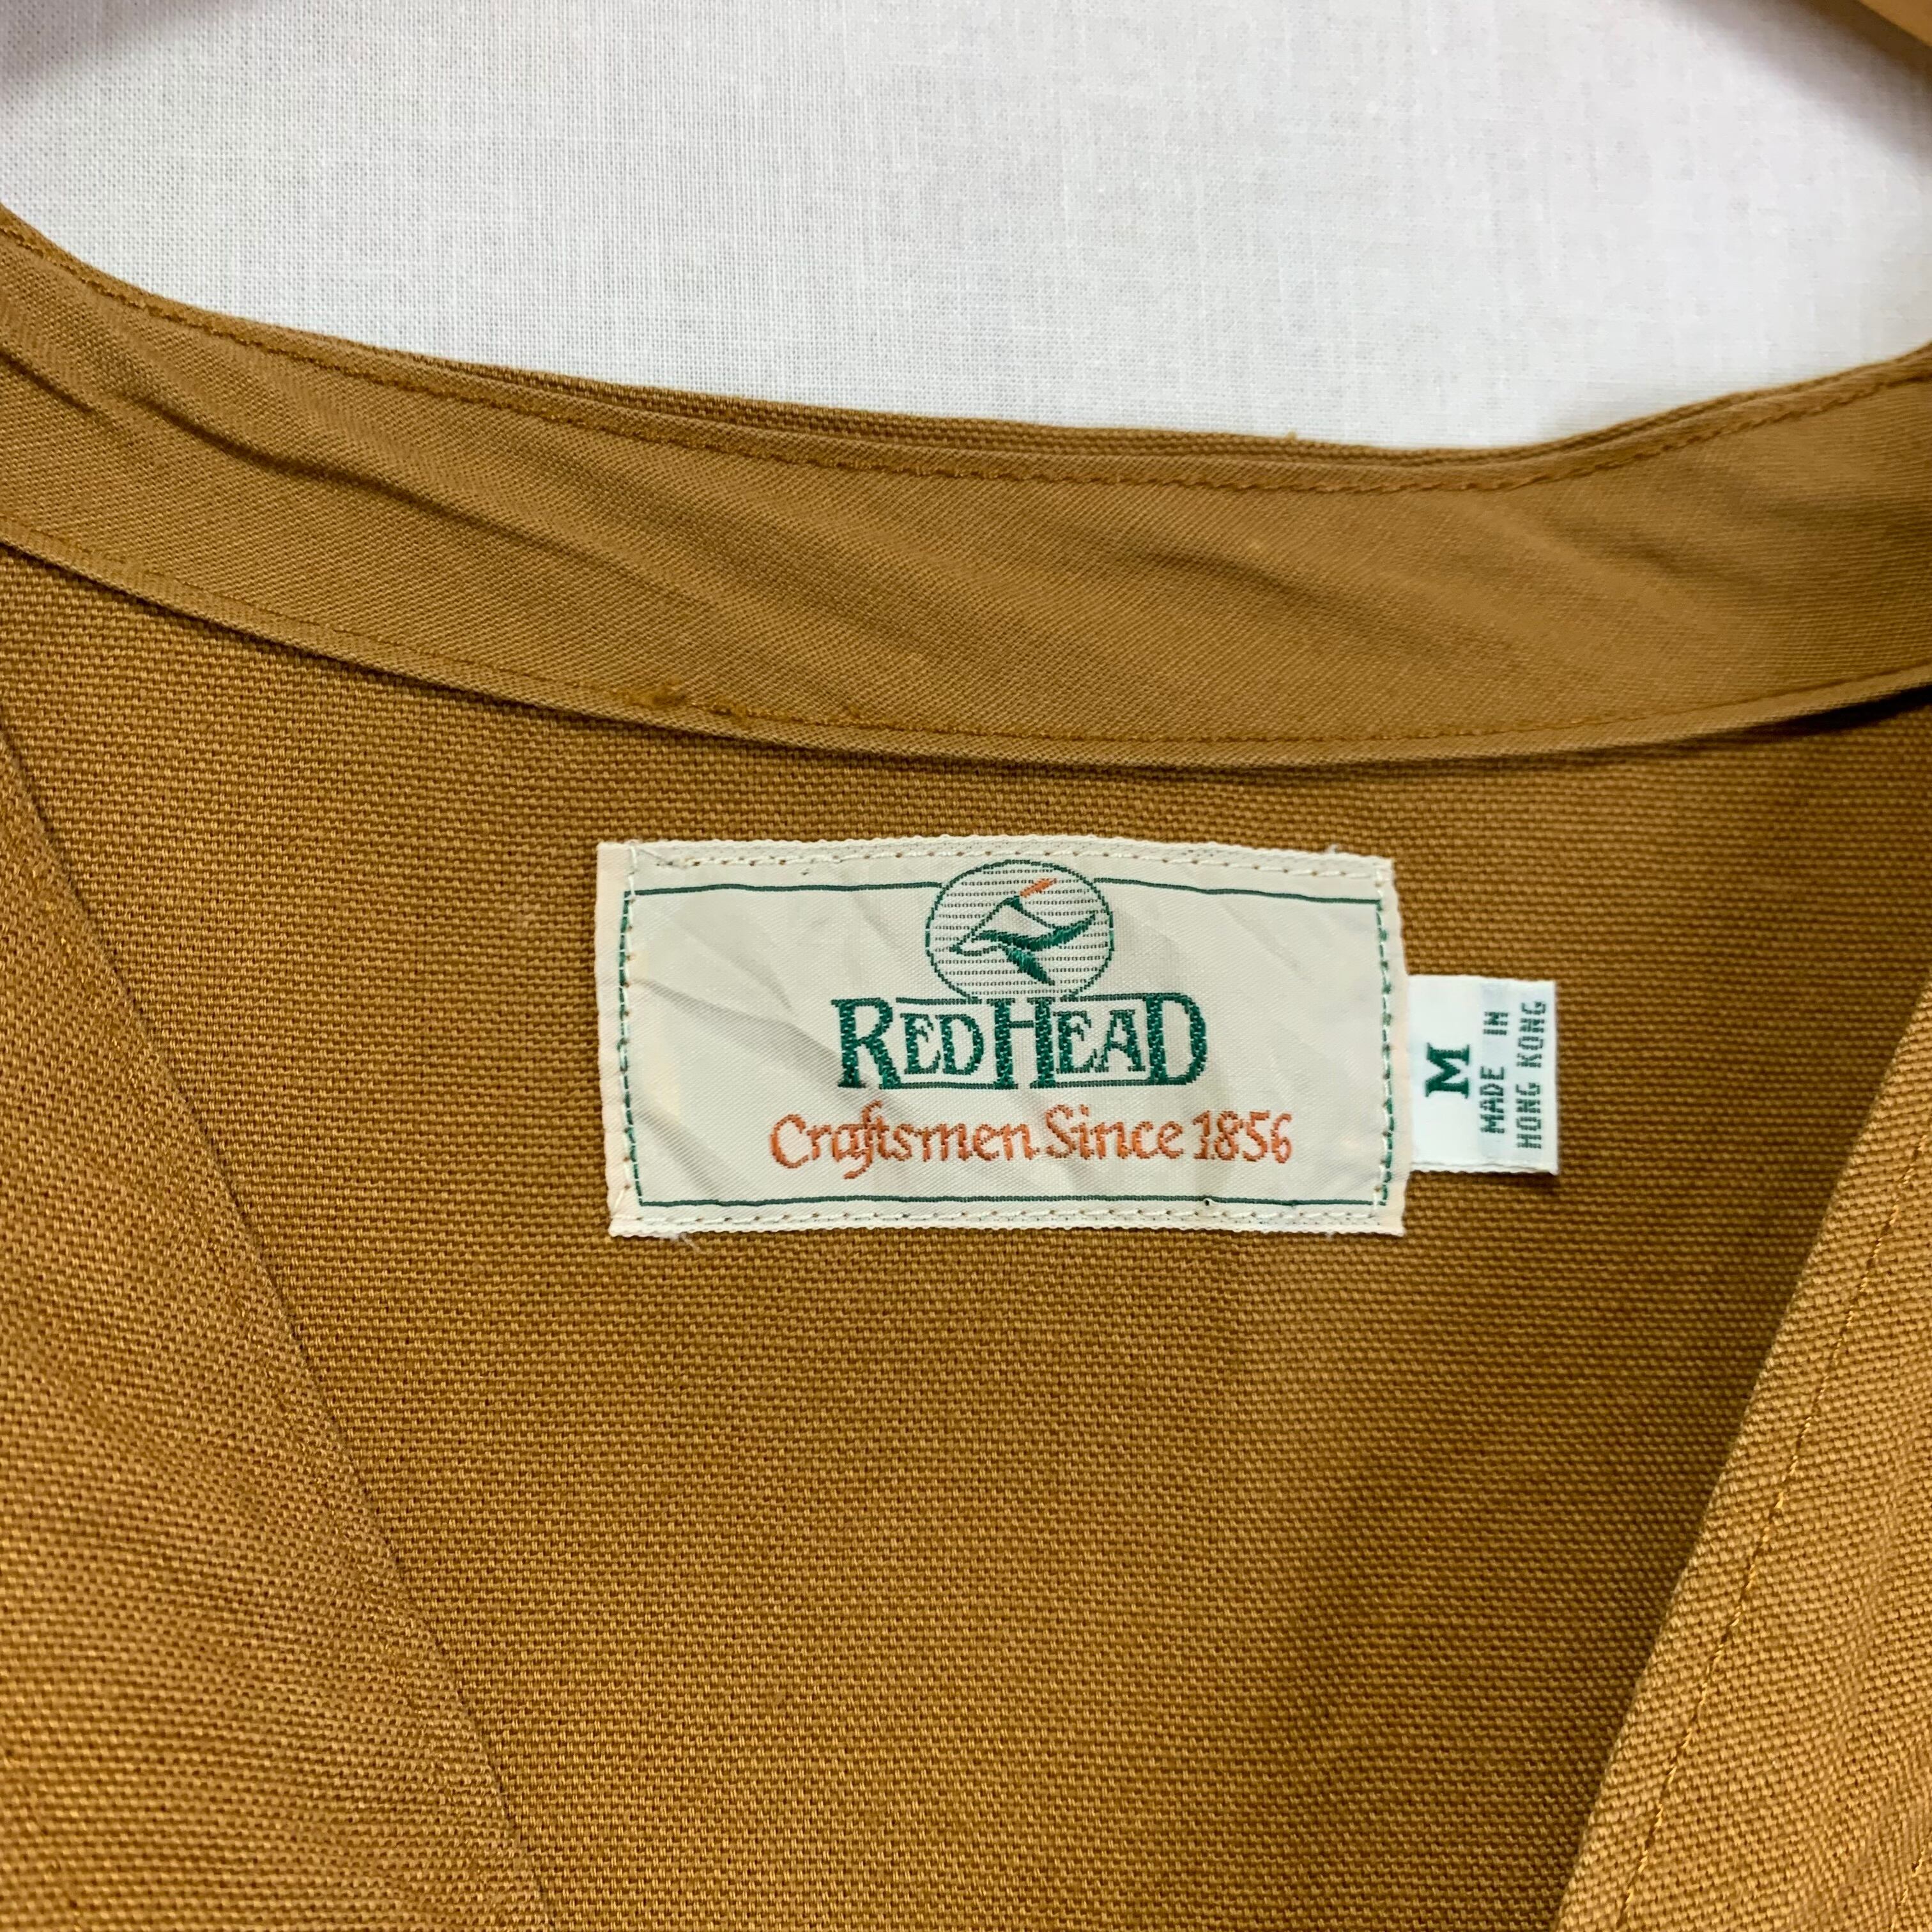 REDHEAD
Craftsmen Since 1856
M
MADE IN
HONG KONG